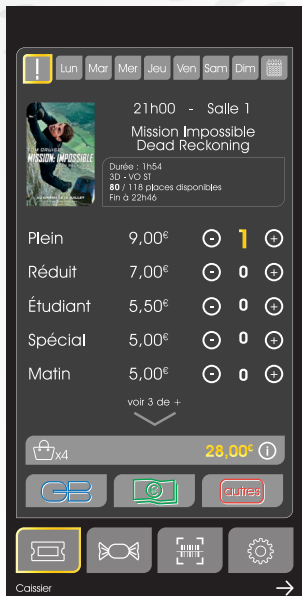 ! Lun Mar Mer Jeu Ven Sam Dim
21h00 - Salle 1
Mission Impossible
Dead Reckoning
TOM CRUISE
MISSION: IMPOSSIBLE
Durée : 1h54
3D - VO ST
80 / 118 places disponibles
Fin à 22h46
Plein 9,00€ - 1 +
Réduit 7,00€ - 0 +
Étudiant 5,50€ - 0 +
Spécial 5,00€ - 0 +
Matin 5,00€ - 0 +
voir 3 de +
x4 28,00€ i
CB autres
Caissier